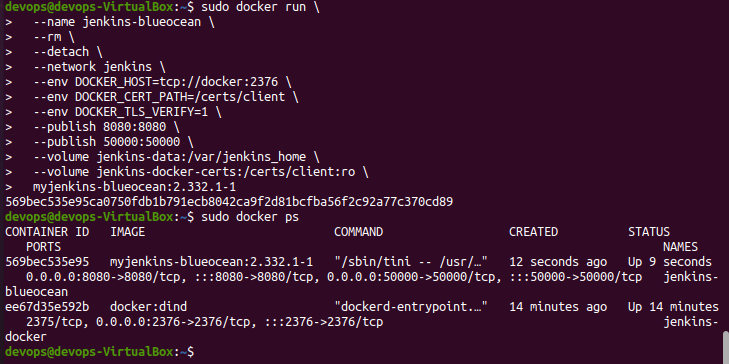 devops@devops-VirtualBox:~$ sudo docker run \
>   --name jenkins-blueocean \
>   --rm \
>   --detach \
>   --network jenkins \
>   --env DOCKER_HOST=tcp://docker:2376 \
>   --env DOCKER_CERT_PATH=/certs/client \
>   --env DOCKER_TLS_VERIFY=1 \
>   --publish 8080:8080 \
>   --publish 50000:50000 \
>   --volume jenkins-data:/var/jenkins_home \
>   --volume jenkins-docker-certs:/certs/client:ro \
>   myjenkins-blueocean:2.332.1-1
569bec535e95ca0750fdb1b791ecb8042ca9f2d81bcfba56f2c92a77c370cd89
devops@devops-VirtualBox:~$ sudo docker ps
CONTAINER ID   IMAGE                           COMMAND                  CREATED          STATUS
   PORTS                                                                                      NAMES
569bec535e95   myjenkins-blueocean:2.332.1-1   "/sbin/tini -- /usr/…"   12 seconds ago   Up 9 seconds
   0.0.0.0:8080->8080/tcp, :::8080->8080/tcp, 0.0.0.0:50000->50000/tcp, :::50000->50000/tcp   jenkins-
blueocean
ee67d35e592b   docker:dind                     "dockerd-entrypoint.…"   14 minutes ago   Up 14 minutes
   2375/tcp, 0.0.0.0:2376->2376/tcp, :::2376->2376/tcp                                        jenkins-
docker
devops@devops-VirtualBox:~$